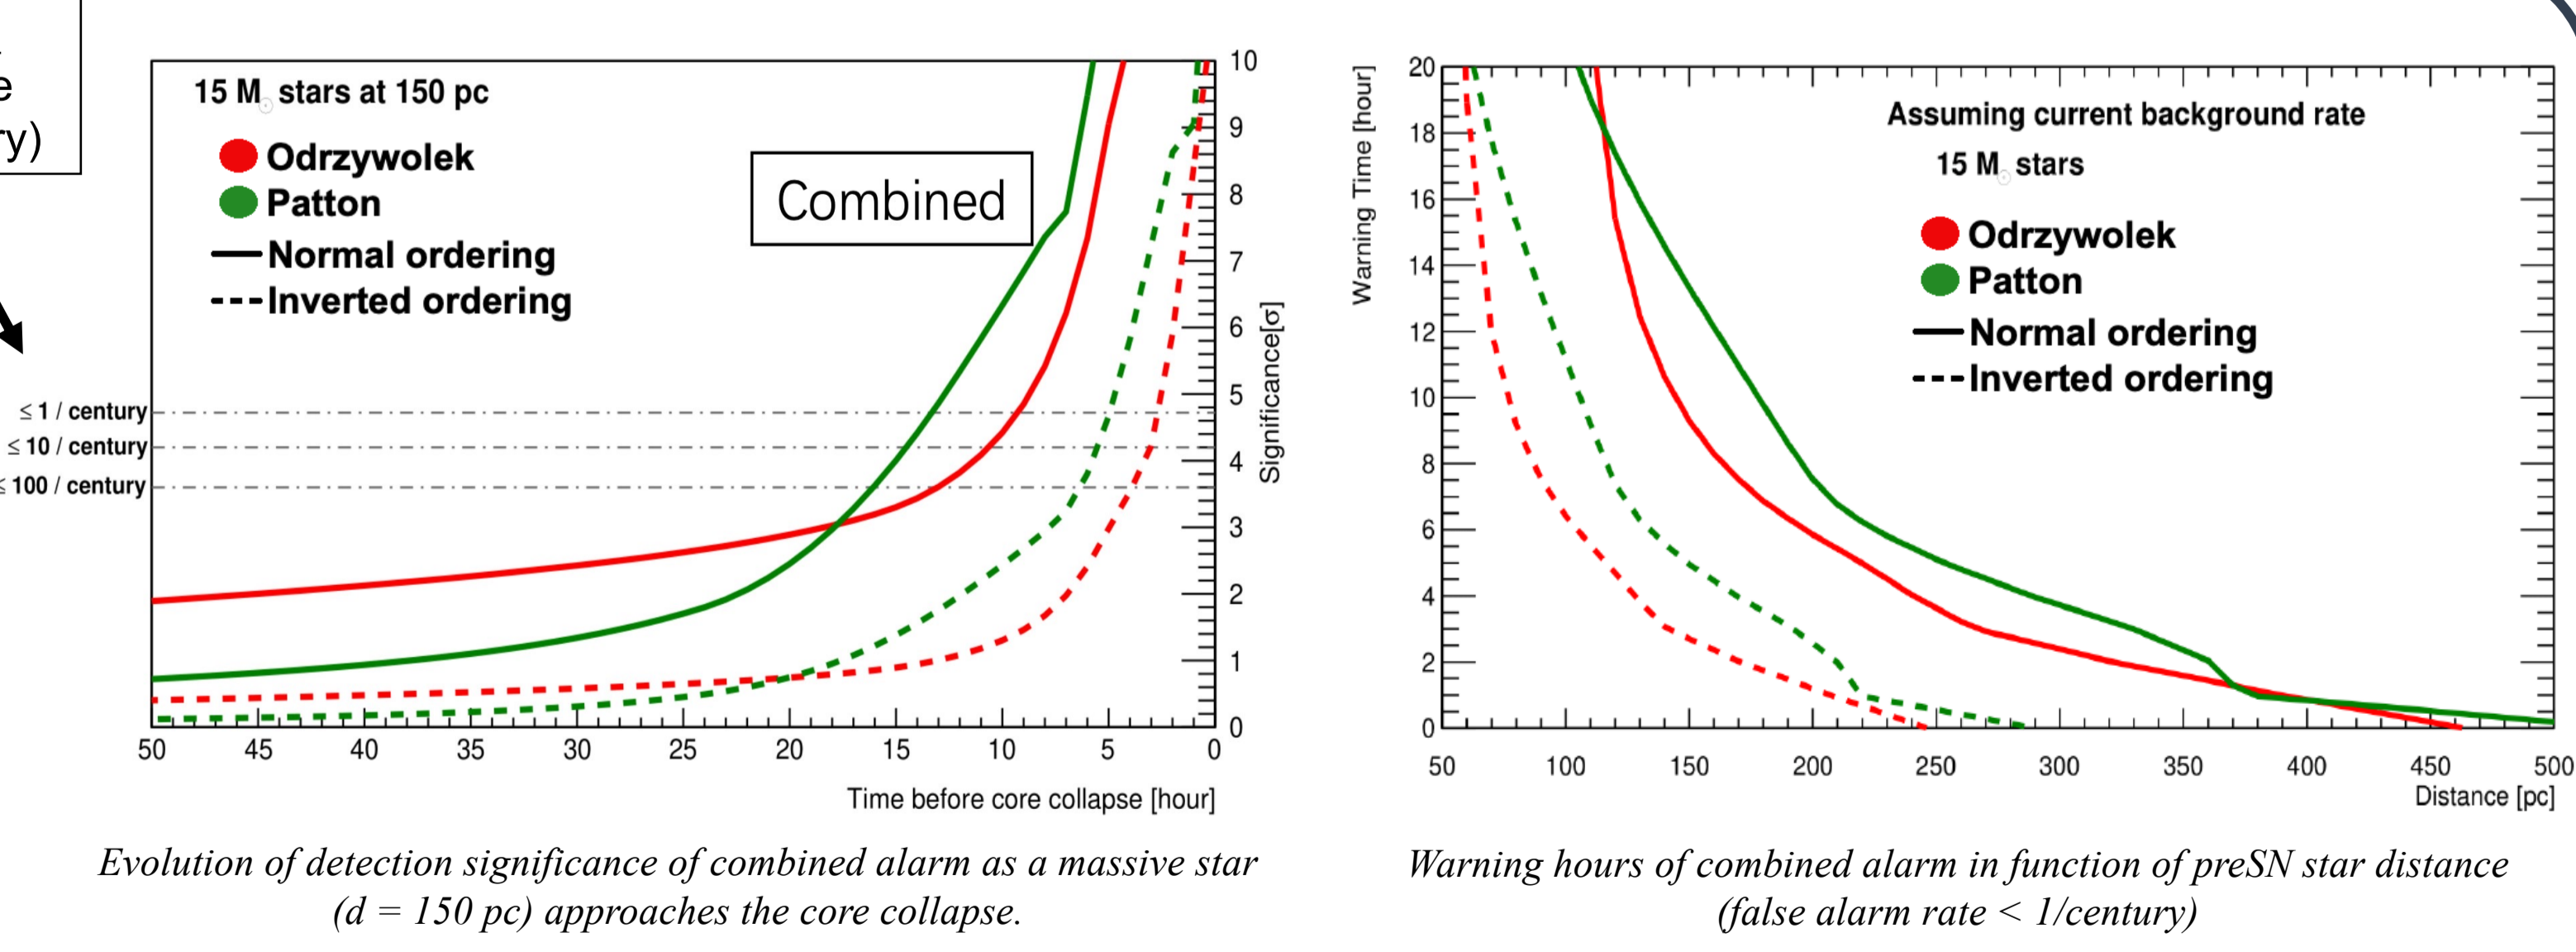 e
ry)
15 M☉ stars at 150 pc
Odrzywolek
Patton
Normal ordering
Inverted ordering
Combined
≤ 1 / century
≤ 10 / century
≤ 100 / century
10
9
8
7
6
5
4
3
2
1
0
Significance[σ]
50 45 40 35 30 25 20 15 10 5 0
Time before core collapse [hour]
Evolution of detection significance of combined alarm as a massive star
(d = 150 pc) approaches the core collapse.
Warning Time [hour]
20
18
16
14
12
10
8
6
4
2
0
Assuming current background rate
15 M☉ stars
Odrzywolek
Patton
Normal ordering
Inverted ordering
50 100 150 200 250 300 350 400 450 500
Distance [pc]
Warning hours of combined alarm in function of preSN star distance
(false alarm rate < 1/century)